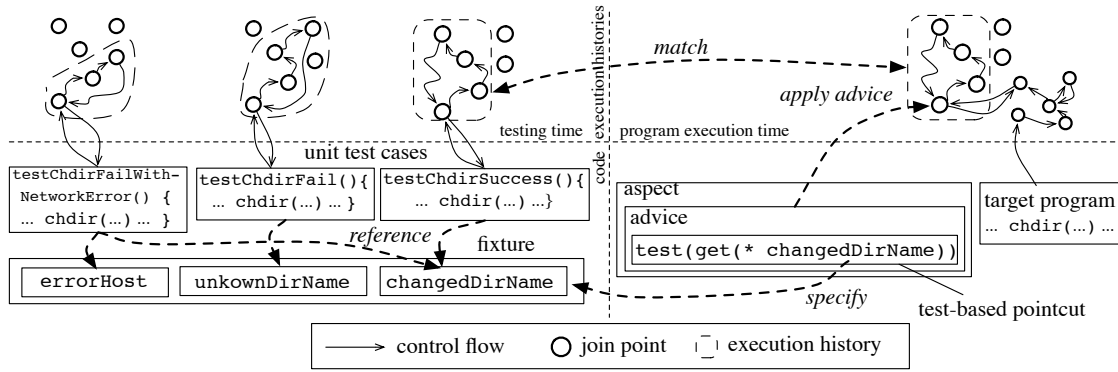 match
apply advice
execution histories
testing time
program execution time
code
unit test cases
testChdirFailWith-
NetworkError() {
... chdir(...) ... }
testChdirFail(){
... chdir(...) ... }
testChdirSuccess(){
... chdir(...) ...}
reference
fixture
errorHost
unkownDirName
changedDirName
aspect
advice
test(get(* changedDirName))
target program
... chdir(...) ...
specify
test-based pointcut
control flow
join point
execution history